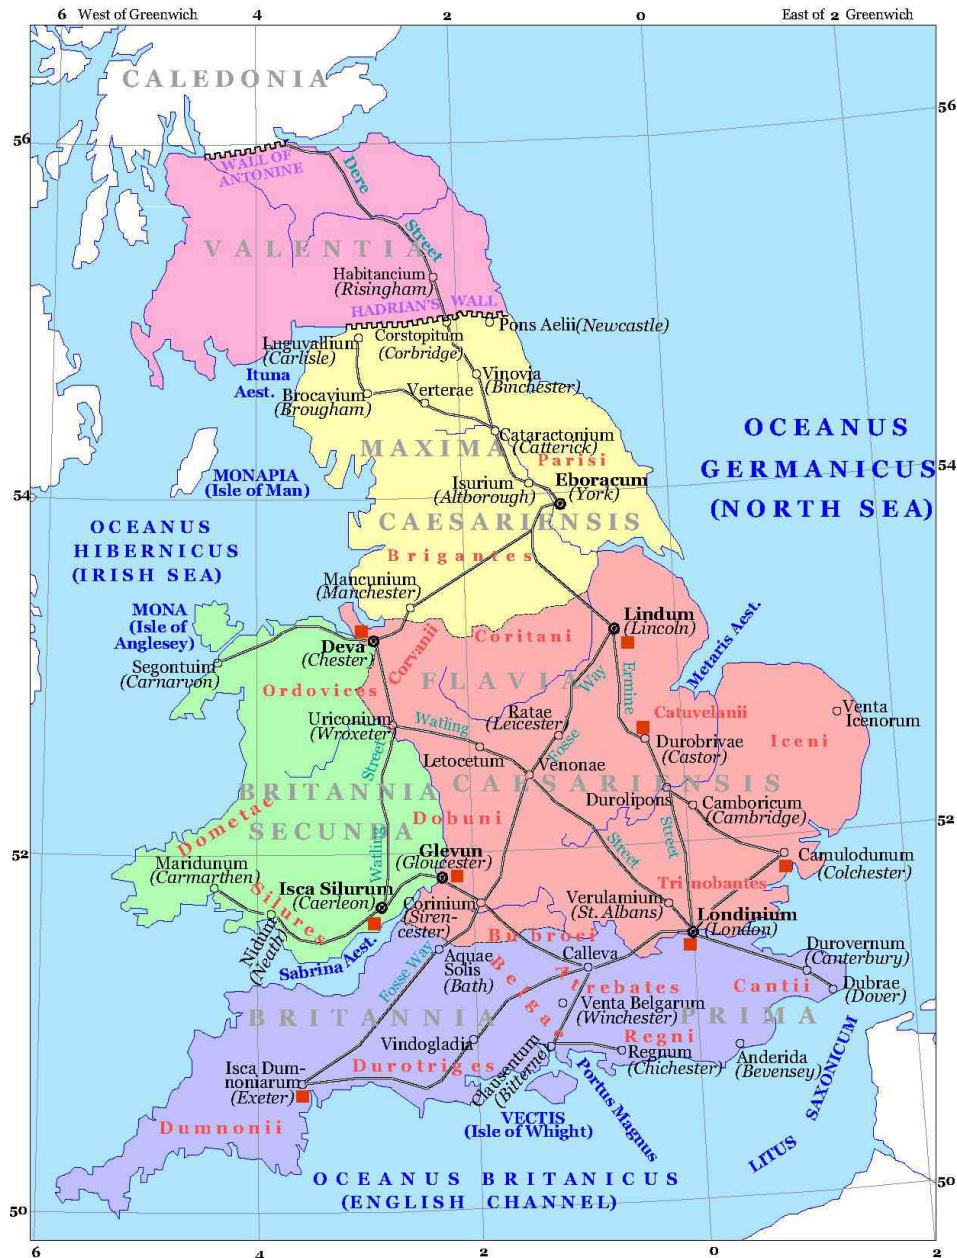 6 West of Greenwich 4 2 0 East of 2 Greenwich
CALEDONIA
56
56
WALL OF
ANTONINE
Dere
Street
VALENTIA
Habitancium
(Risingham)
HADRIAN'S WALL
Pons Aelii(Newcastle)
Luguvallium
(Carlisle)
Corstopitum
(Corbridge)
Ituna
Aest.
Vinovia
(Binchester)
Brocavium
(Brougham)
Verterae
Cataractonium
(Catterick)
MAXIMA
Parisi
OCEANUS
GERMANICUS
(NORTH SEA)
54
54
MONAPIA
(Isle of Man)
Isurium
(Altborough)
Eboracum
(York)
CAESARIENSIS
OCEANUS
HIBERNICUS
(IRISH SEA)
Brigantes
Mancunium
(Manchester)
MONA
(Isle of
Anglesey)
Lindum
(Lincoln)
Metaris Aest.
Deva
(Chester)
Corvanii
Coritani
Segontuim
(Carnarvon)
Ordovices
FLAVIA
Way
Ermine
Catuvelanii
Venta
Icenorum
Uriconium
(Wroxeter)
Watling
Ratae
(Leicester)
Fosse
Durobrivae
(Castor)
Iceni
Street
Letocetum
Venonae
BRITANNIA
SECUNDA
CAESARIENSIS
Durolipons
Camboricum
(Cambridge)
Dometae
Dobuni
Street
Street
52
52
Watling
Glevun
(Gloucester)
Maridunum
(Carmarthen)
Camulodunum
(Colchester)
Silures
Isca Silurum
(Caerleon)
Trinobantes
Corinium
(Siren-
cester)
Verulamium
(St. Albans)
Londinium
(London)
Nidum
(Neath)
Sabrina Aest.
Bubroci
Fosse Way
Aquae
Solis
(Bath)
Calleva
Durovernum
(Canterbury)
Belgae
Atrebates
Cantii
Dubrae
(Dover)
BRITANNIA
PRIMA
Venta Belgarum
(Winchester)
Vindogladia
Regni
Regnum
(Chichester)
Anderida
(Bevensey)
Isca Dum-
noniarum
(Exeter)
Durotriges
Clausentum
(Bitterne)
Portus Magnus
Dumnonii
VECTIS
(Isle of Whight)
LITUS SAXONICUM
OCEANUS BRITANICUS
(ENGLISH CHANNEL)
50
50
6 4 2 0 2